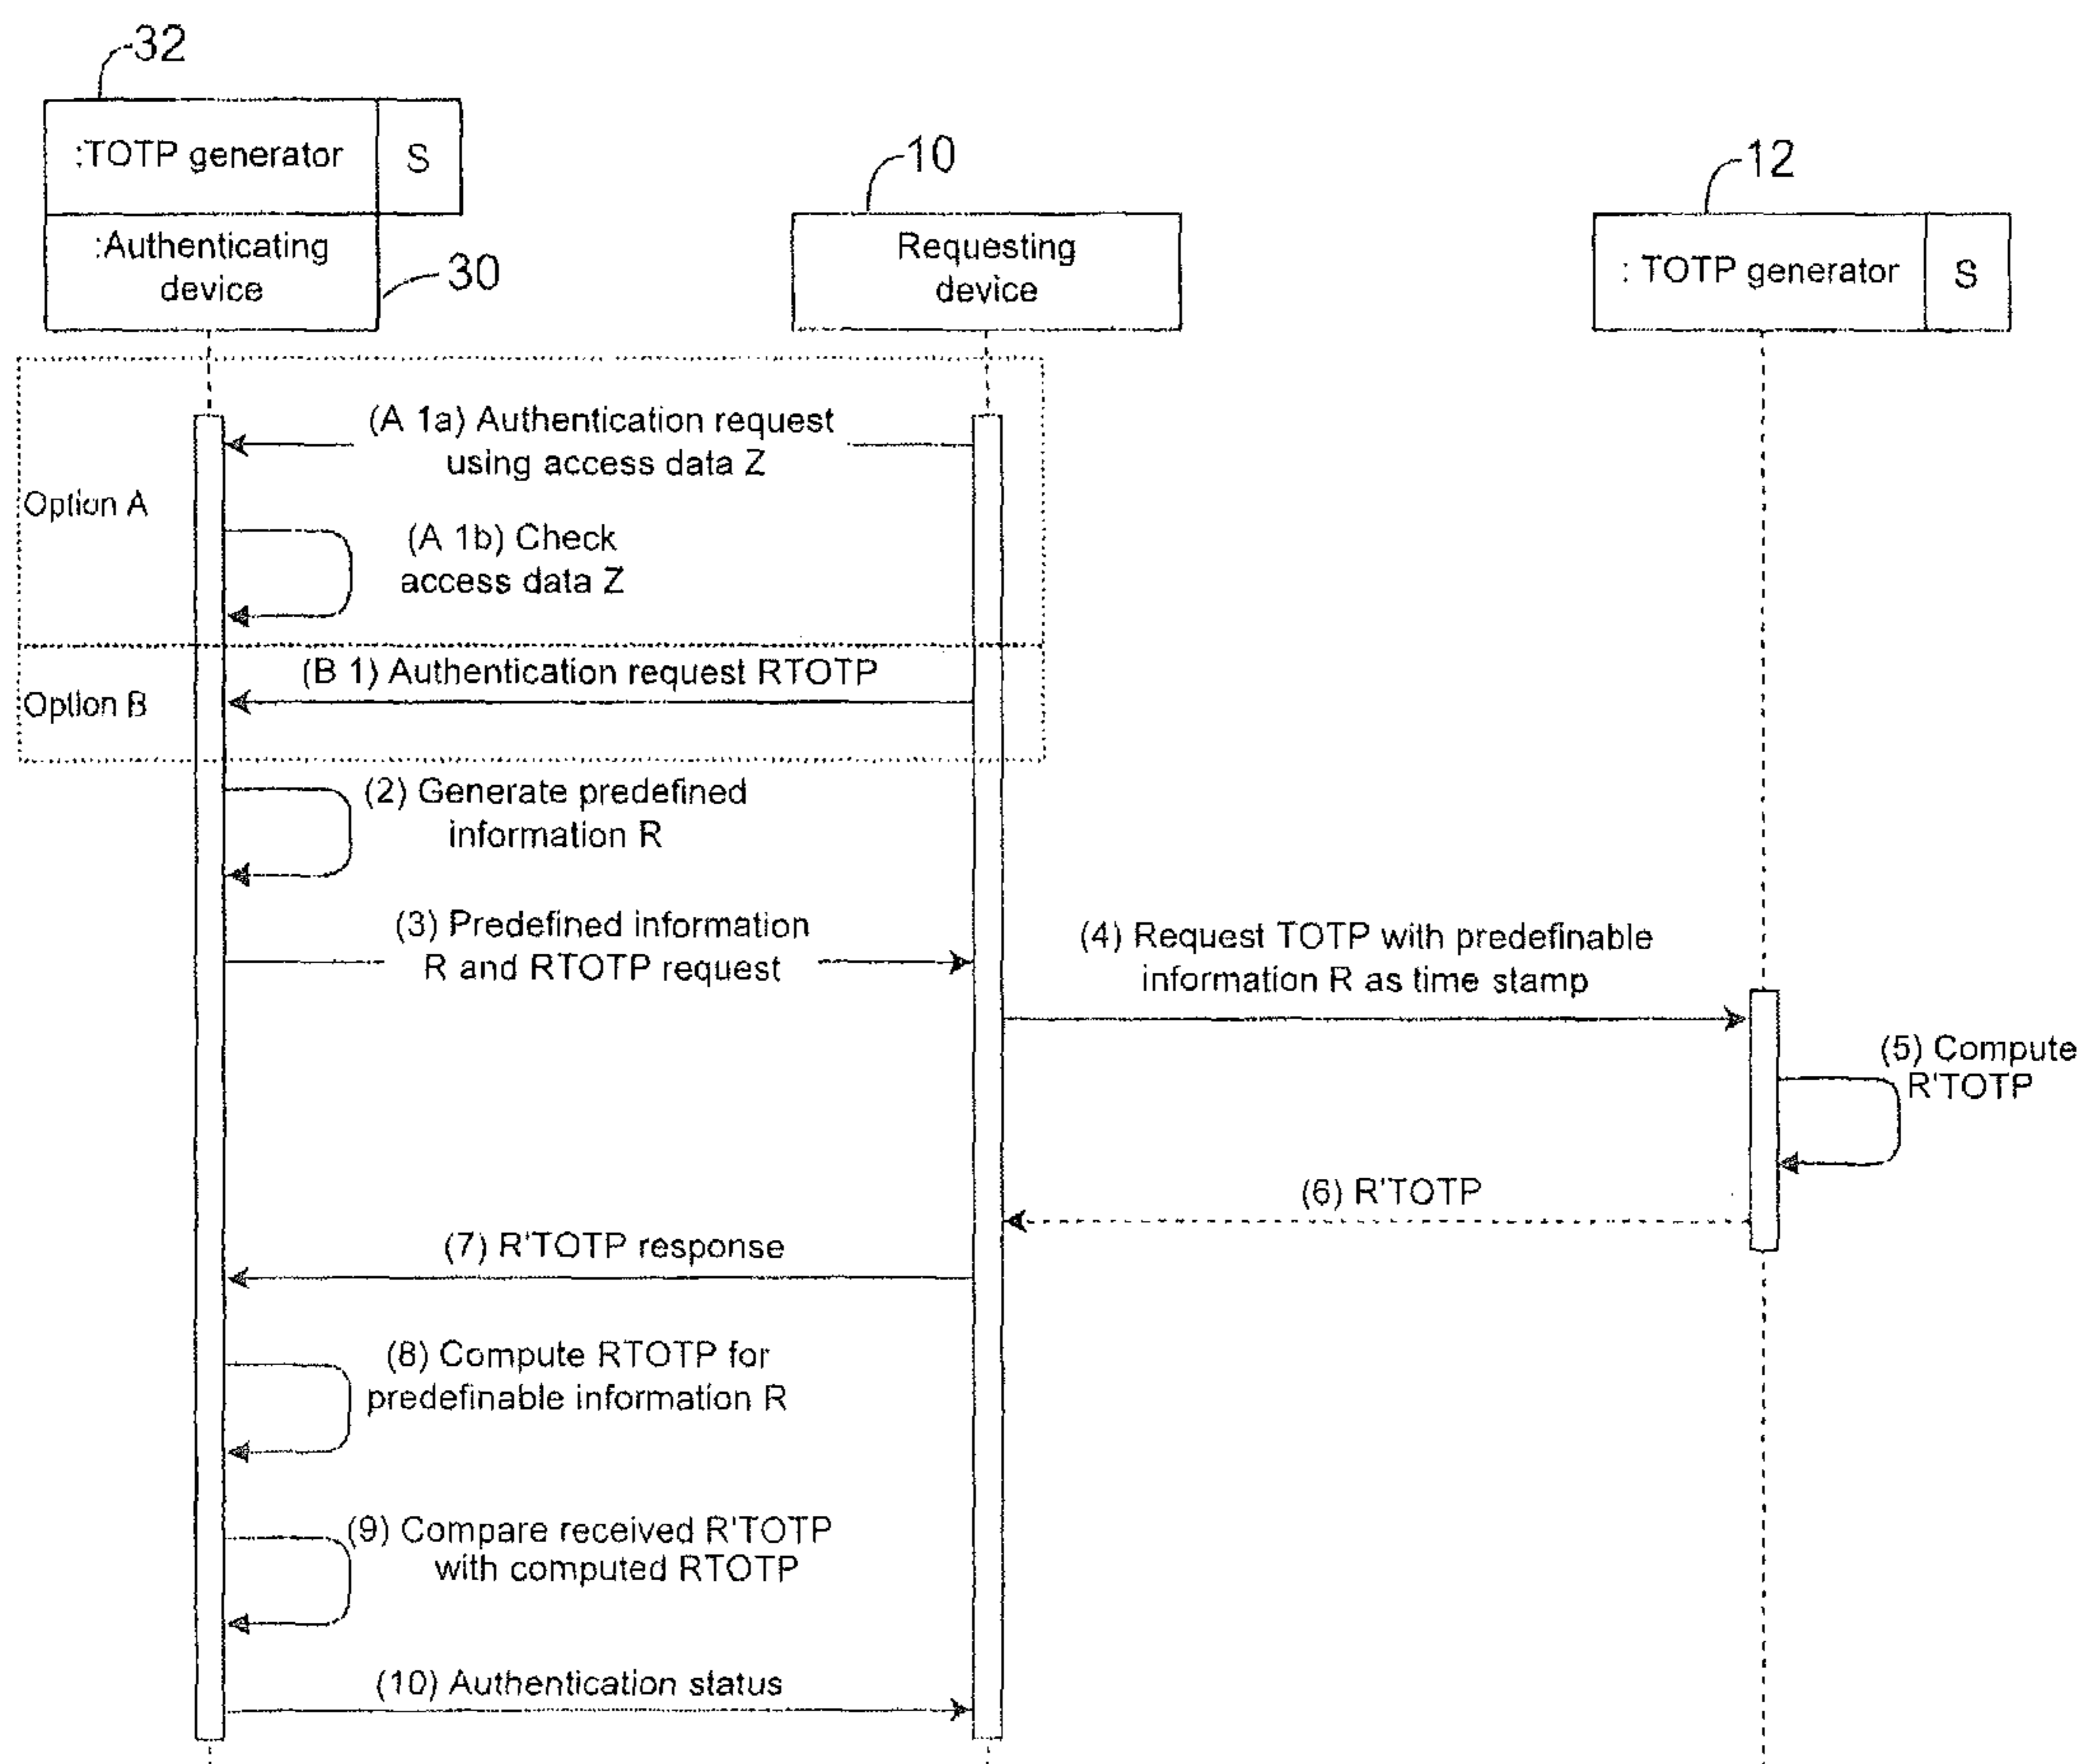 32
:TOTP generator
S
:Authenticating
device
30
10
Requesting
device
12
: TOTP generator
S
Option A
(A 1a) Authentication request
using access data Z
(A 1b) Check
access data Z
Option B
(B 1) Authentication request RTOTP
(2) Generate predefined
information R
(3) Predefined information
R and RTOTP request
(4) Request TOTP with predefinable
information R as time stamp
(5) Compute
R'TOTP
(6) R'TOTP
(7) R'TOTP response
(8) Compute RTOTP for
predefinable information R
(9) Compare received R'TOTP
with computed RTOTP
(10) Authentication status